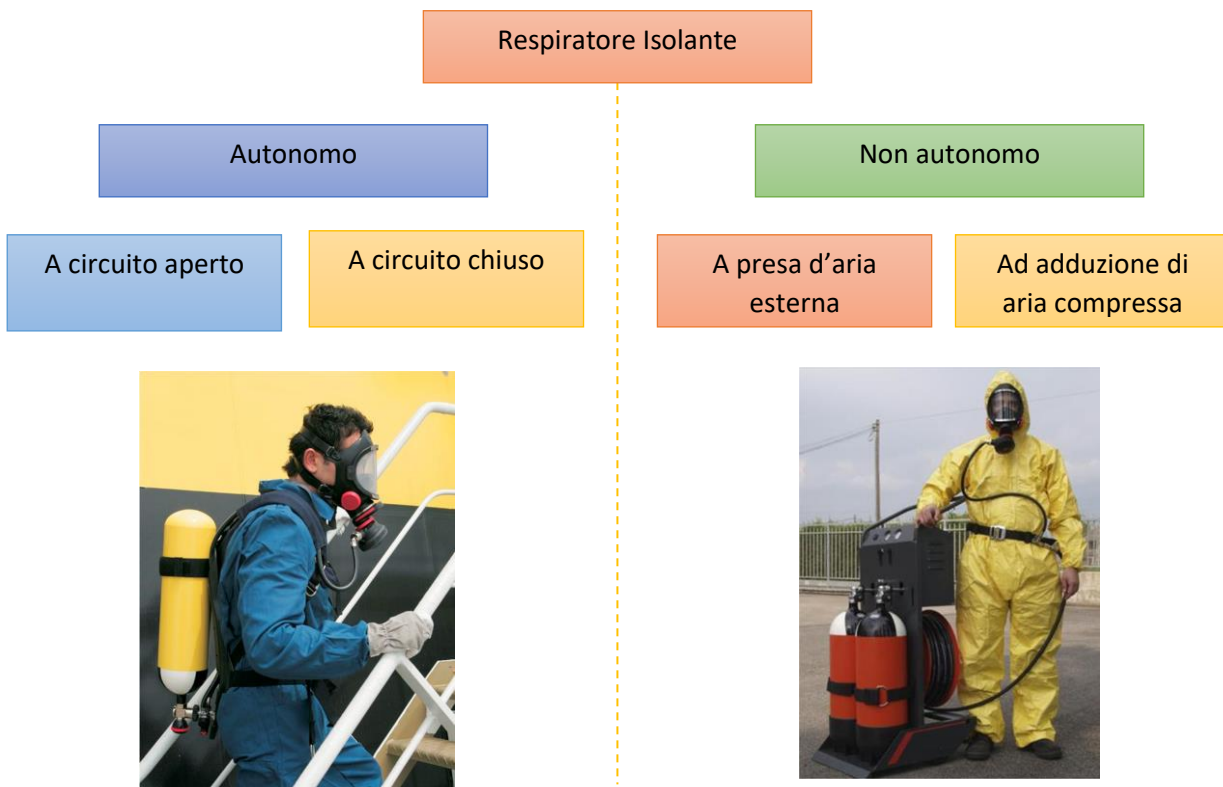 Respiratore Isolante
Autonomo
Non autonomo
A circuito aperto
A circuito chiuso
A presa d’aria
esterna
Ad adduzione di
aria compressa